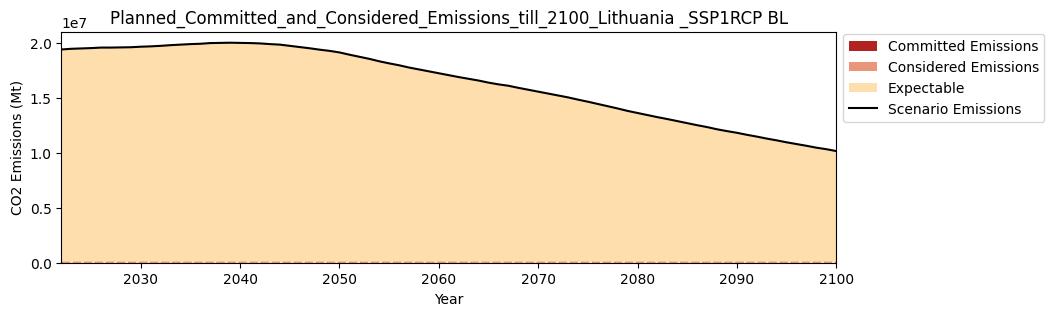 Planned_Committed_and_Considered_Emissions_till_2100_Lithuania _SSP1RCP BL
1e7
2.0
1.5
1.0
0.5
0.0
CO2 Emissions (Mt)
2030 2040 2050 2060 2070 2080 2090 2100
Year
Committed Emissions
Considered Emissions
Expectable
Scenario Emissions